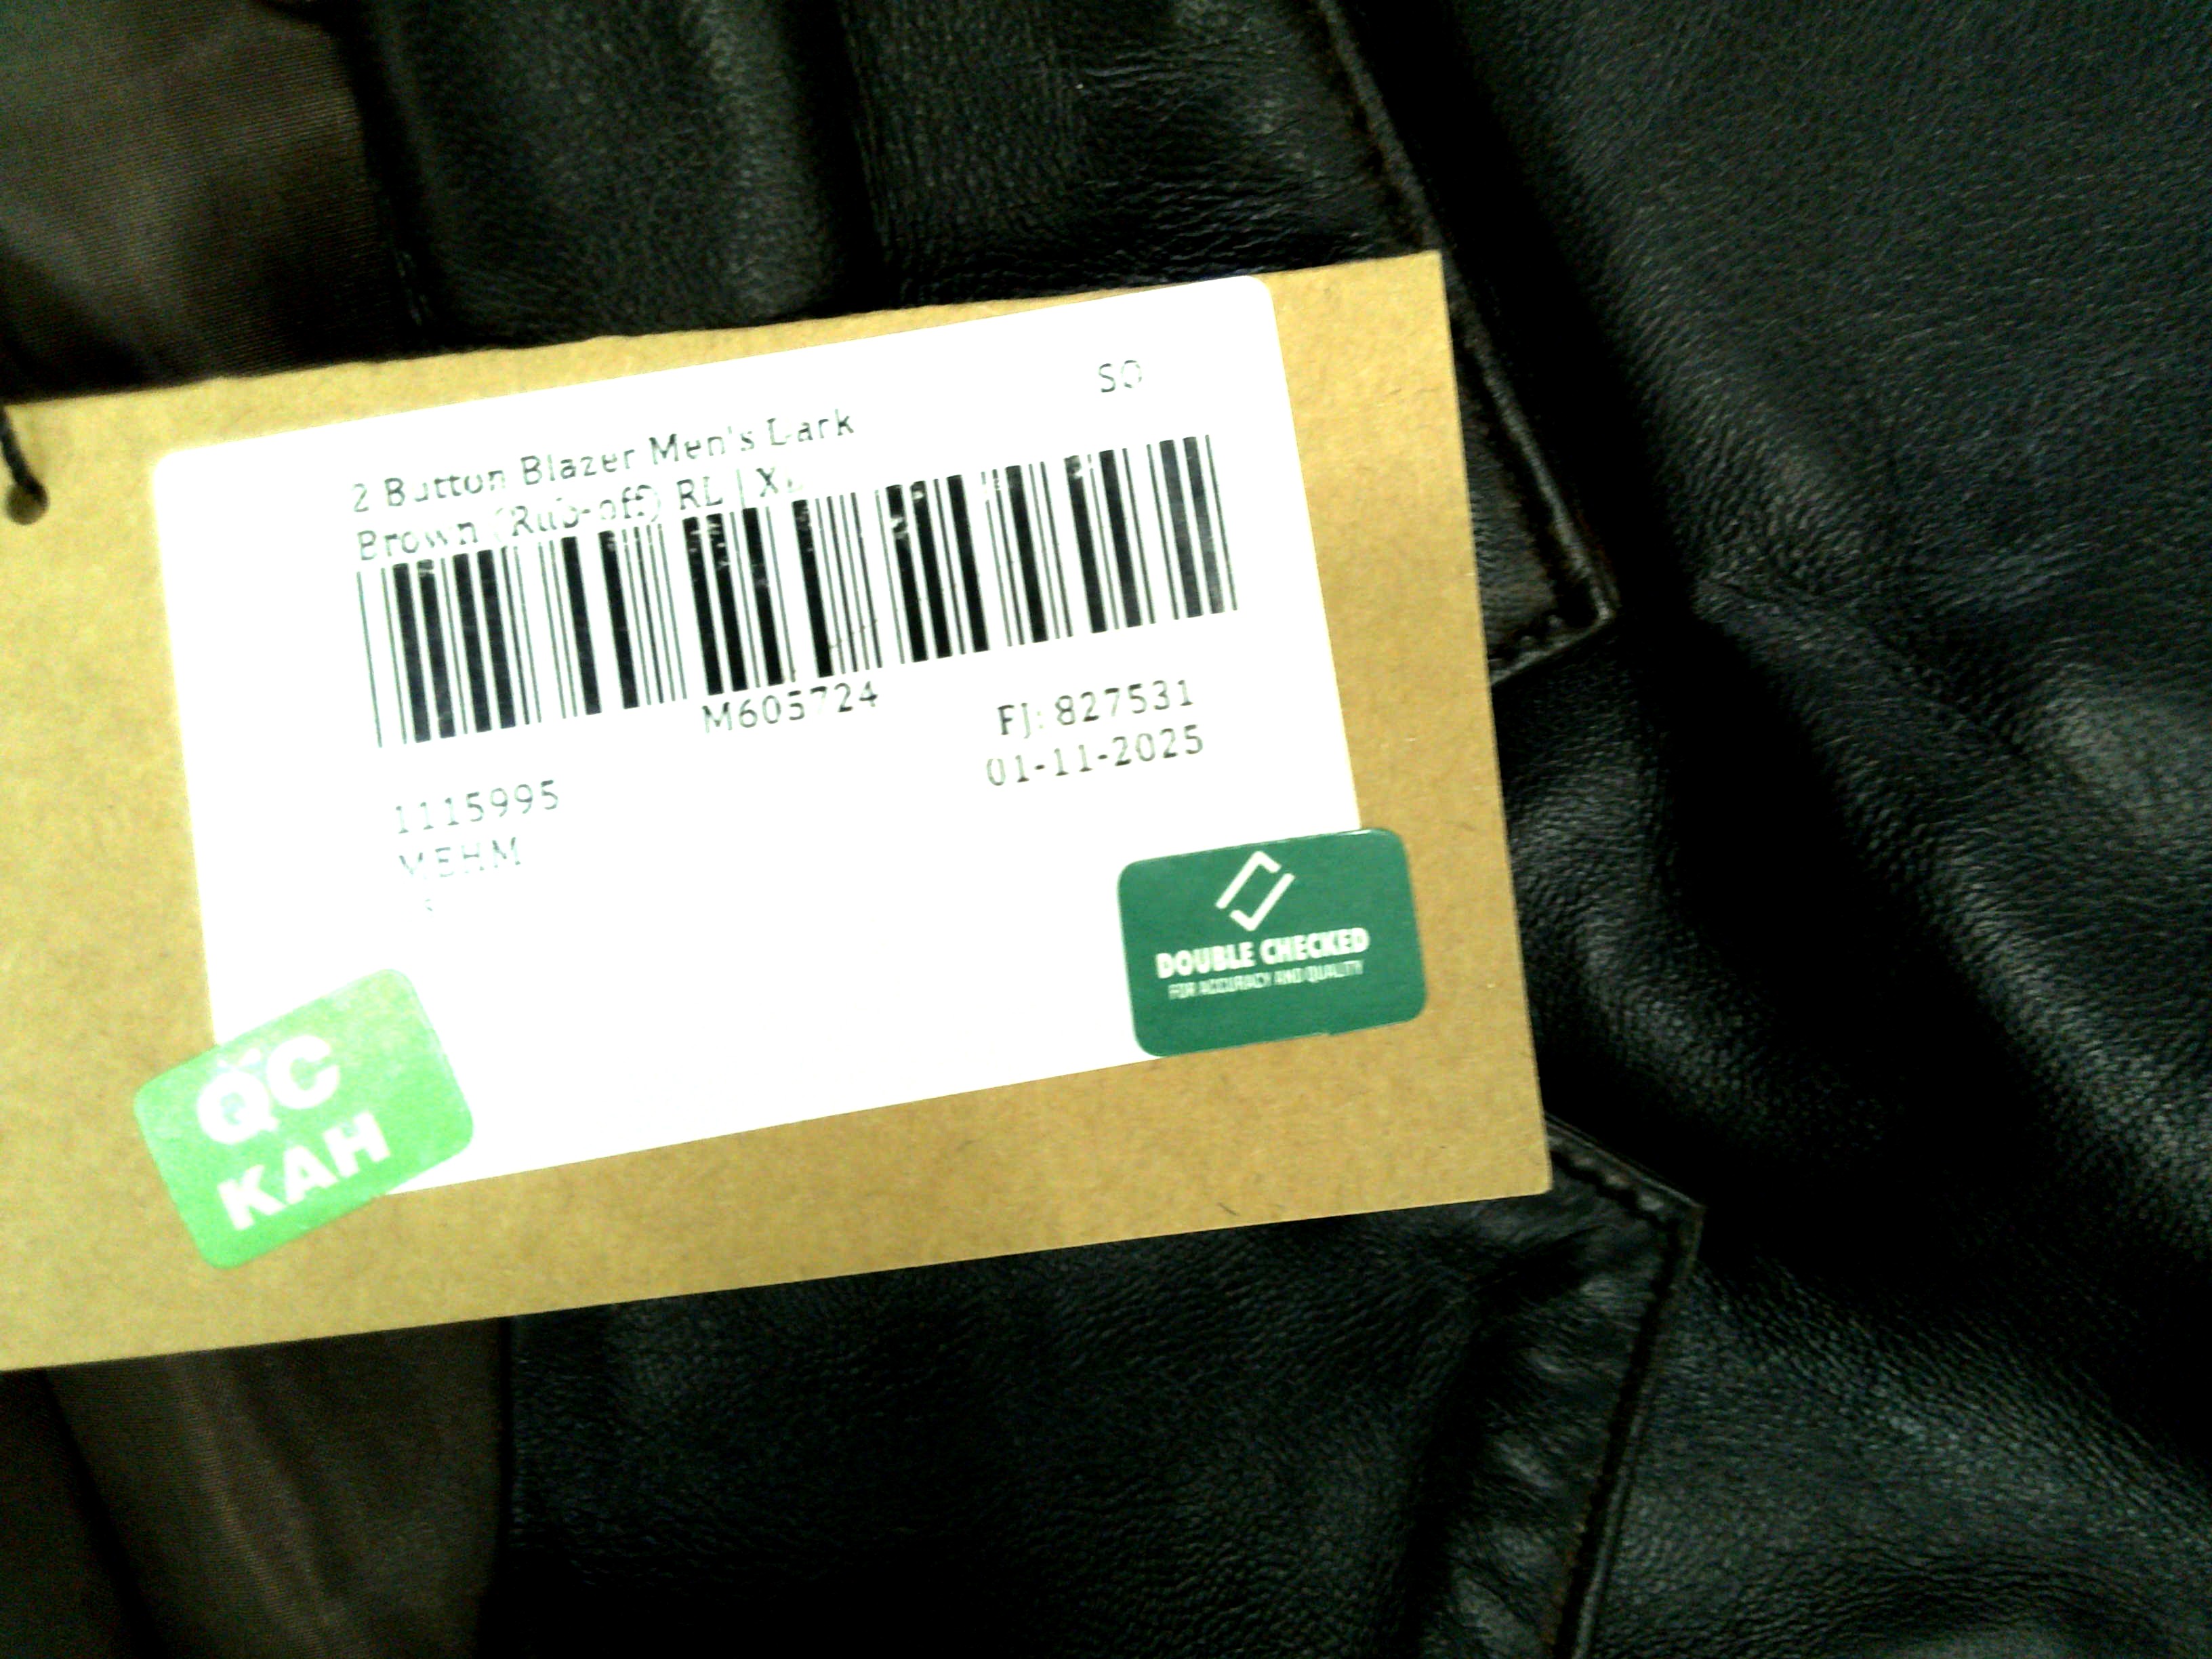 SO
2 Button Blazer Men's Dark
Brown (Rub-off) RL |
M605724
FJ: 827531
01-11-2025
1115995
MEHM
DOUBLE CHECKED
FOR ACCURACY AND QUALITY
QC
KAH